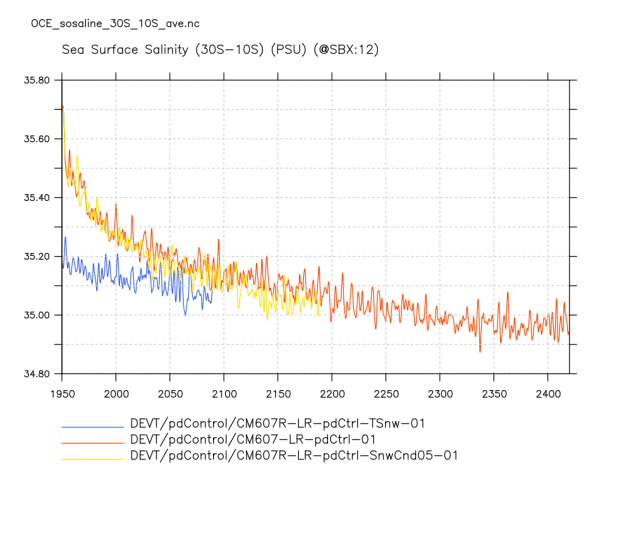 OCE_sosaline_30S_10S_ave.nc
Sea Surface Salinity (30S-10S) (PSU) (@SBX:12)
35.80
35.60
35.40
35.20
35.00
34.80
1950 2000 2050 2100 2150 2200 2250 2300 2350 2400
DEVT/pdControl/CM607R-LR-pdCtrl-TSnw-01
DEVT/pdControl/CM607-LR-pdCtrl-01
DEVT/pdControl/CM607R-LR-pdCtrl-SnwCnd05-01